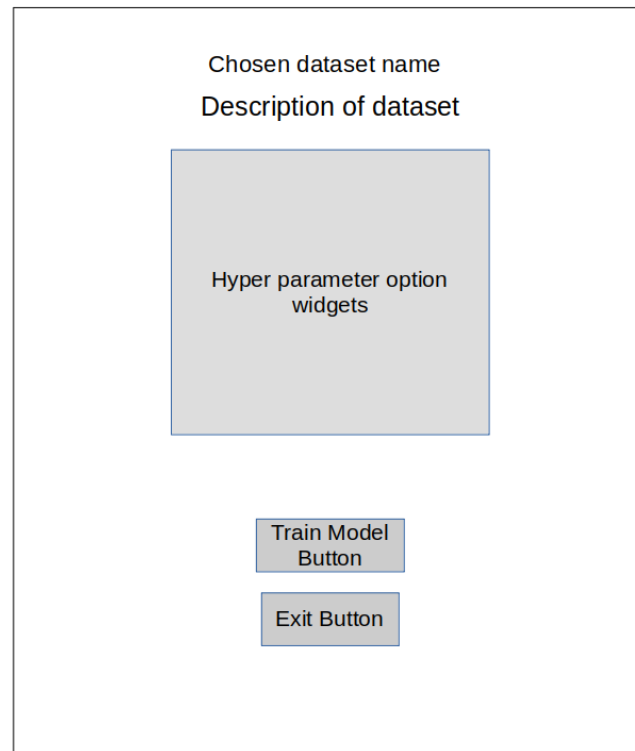 Chosen dataset name
Description of dataset
Hyper parameter option
widgets
Train Model
Button
Exit Button